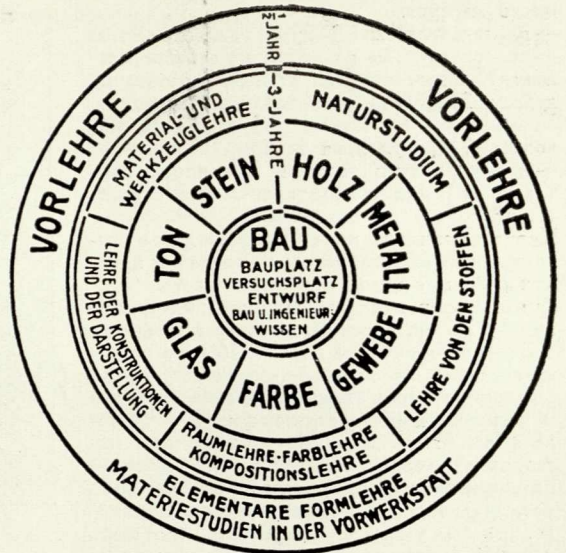 ½ JAHR
3-JAHRE
VORLEHRE
VORLEHRE
ELEMENTARE FORMLEHRE
MATERIESTUDIEN IN DER VORWERKSTATT
MATERIAL- UND
WERKZEUGLEHRE
NATURSTUDIUM
LEHRE VON DEN STOFFEN
RAUMLEHRE-FARBLEHRE
KOMPOSITIONSLEHRE
LEHRE DER KONSTRUKTIONEN
UND DER DARSTELLUNG
STEIN
HOLZ
METALL
GEWEBE
FARBE
GLAS
TON
BAU
BAUPLATZ
VERSUCHSPLATZ
ENTWURF
BAU U. INGENIEUR-
WISSEN